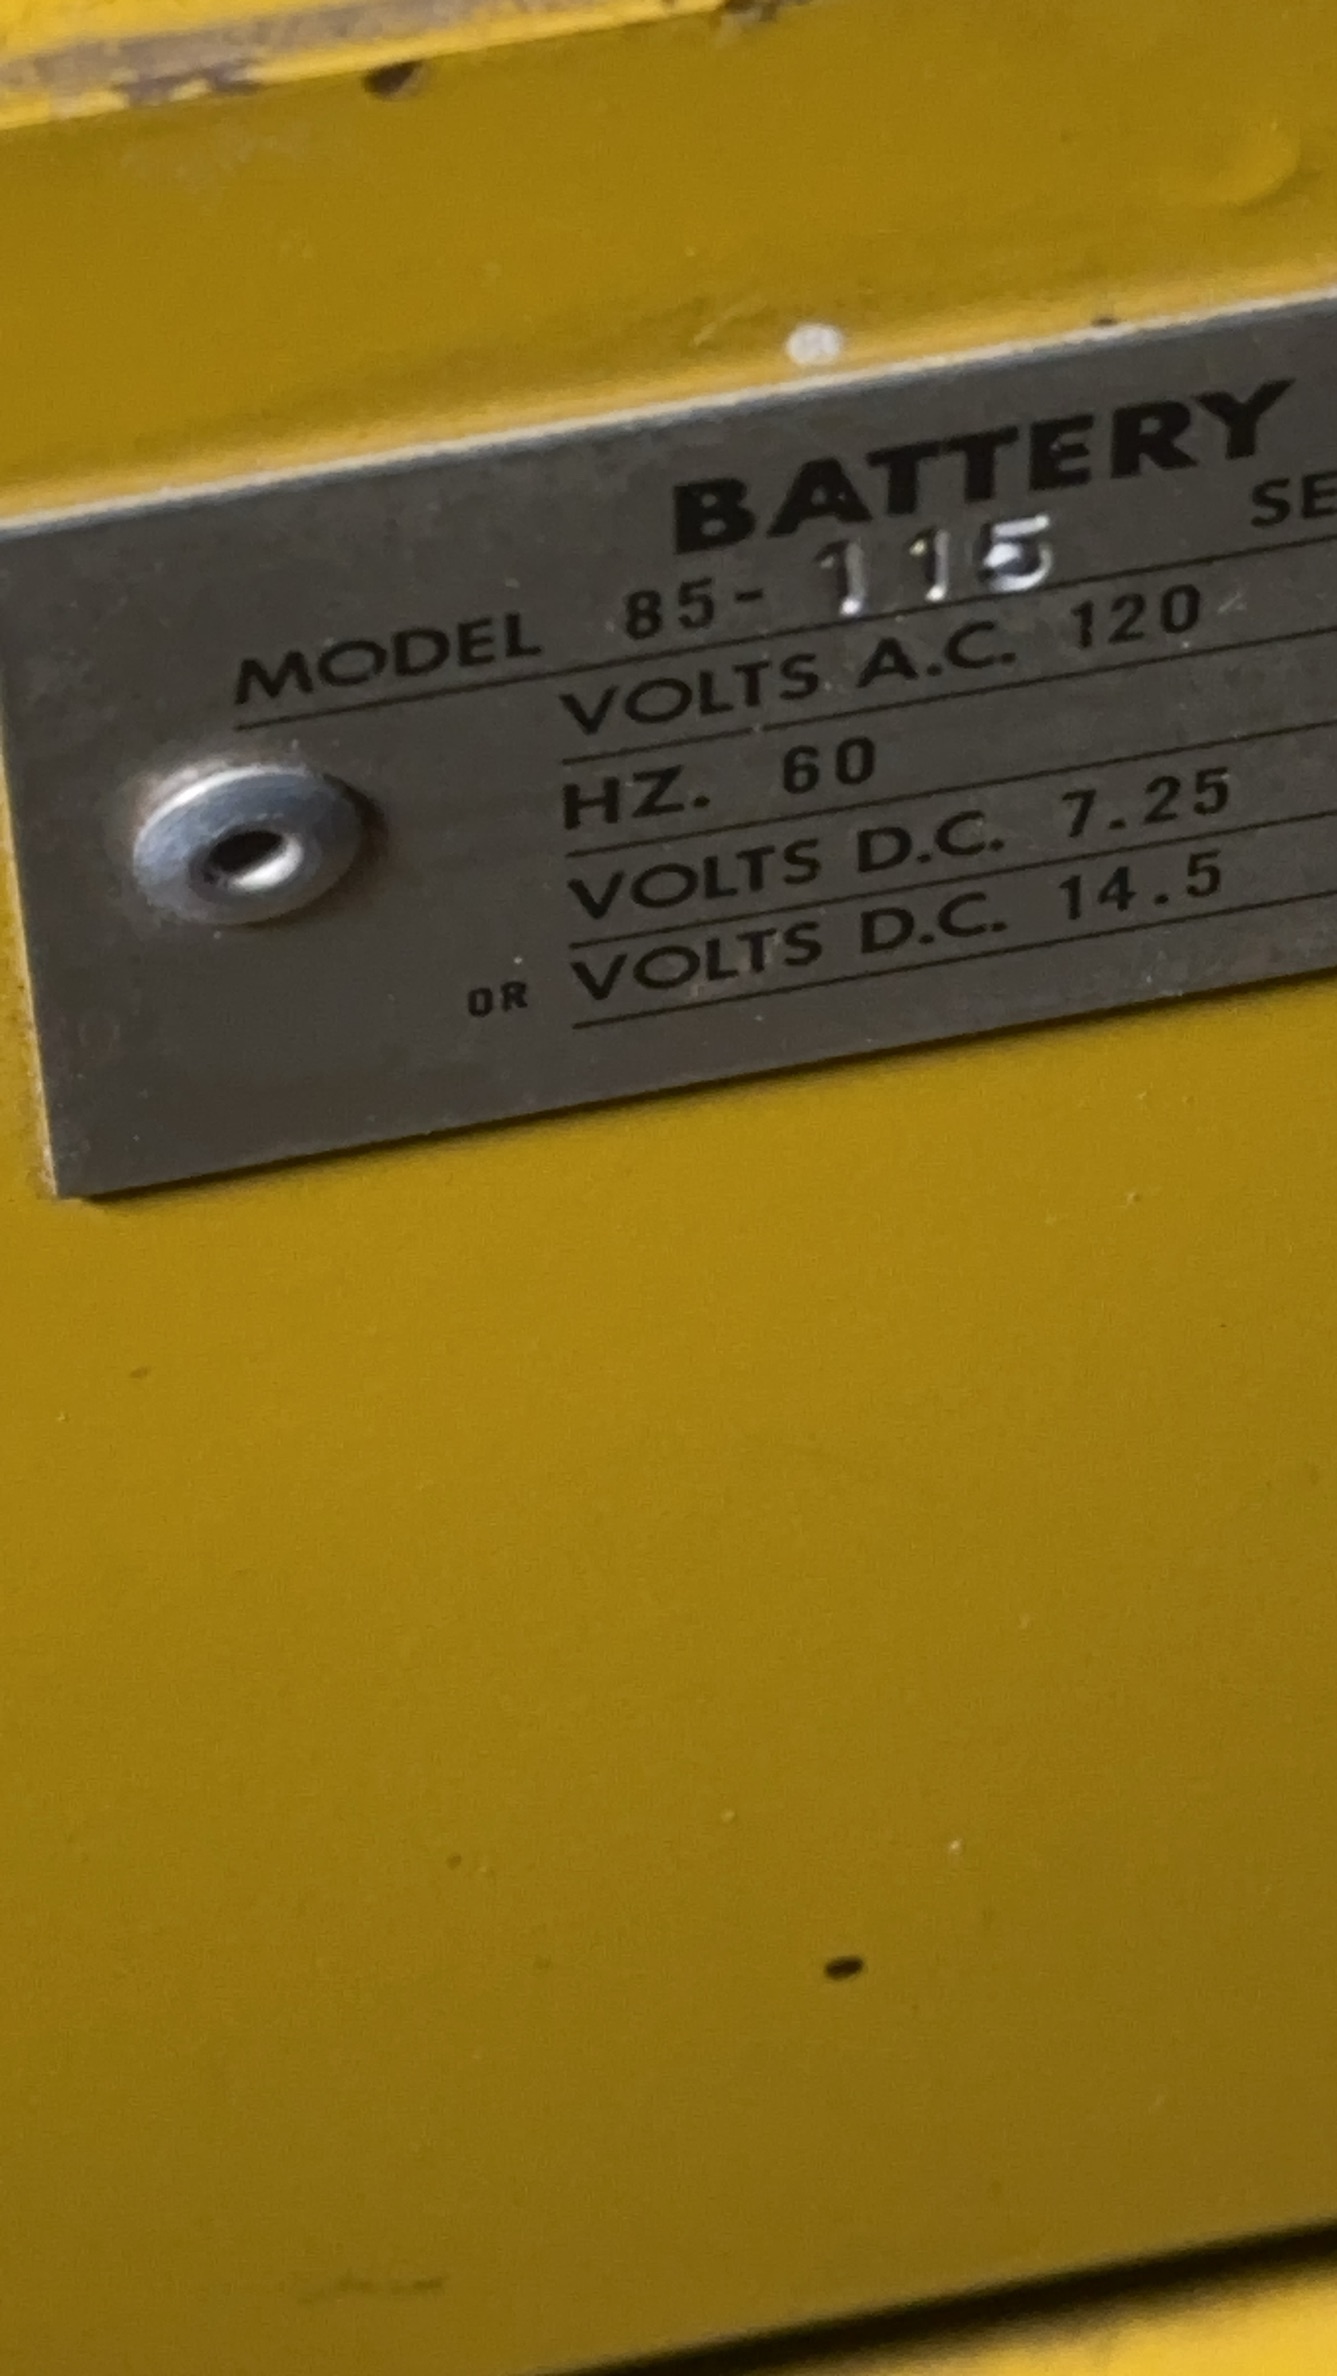 BATTERY
MODEL 85-115 SE
VOLTS A.C. 120
HZ. 60
VOLTS D.C. 7.25
OR VOLTS D.C. 14.5